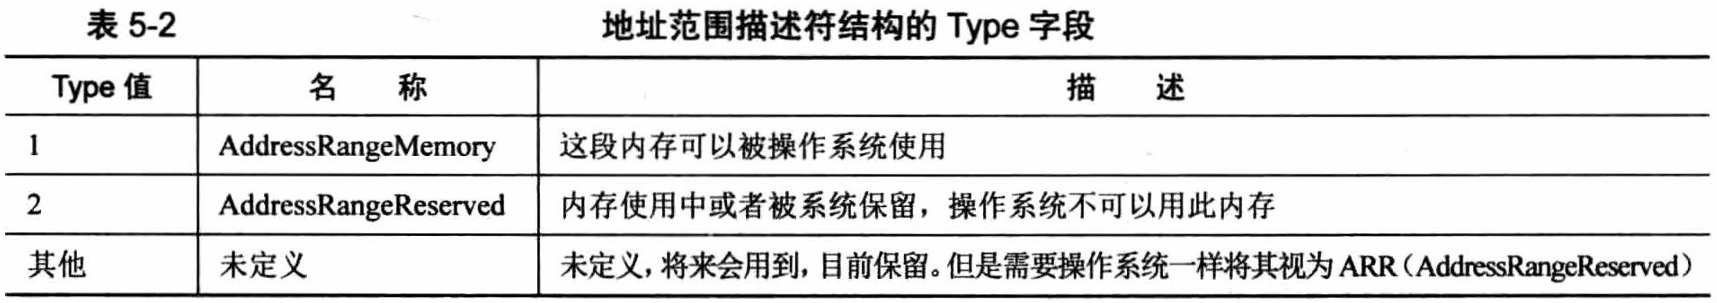 表 5-2 地址范围描述符结构的 Type 字段
Type 值 名 称 描 述
1 AddressRangeMemory 这段内存可以被操作系统使用
2 AddressRangeReserved 内存使用中或者被系统保留，操作系统不可以用此内存
其他 未定义 未定义，将来会用到，目前保留。但是需要操作系统一样将其视为 ARR（AddressRangeReserved）